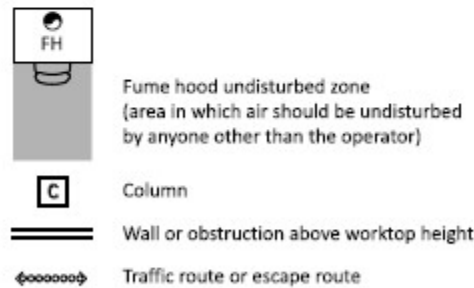 FH
Fume hood undisturbed zone
(area in which air should be undisturbed
by anyone other than the operator)
C
Column
Wall or obstruction above worktop height
Traffic route or escape route